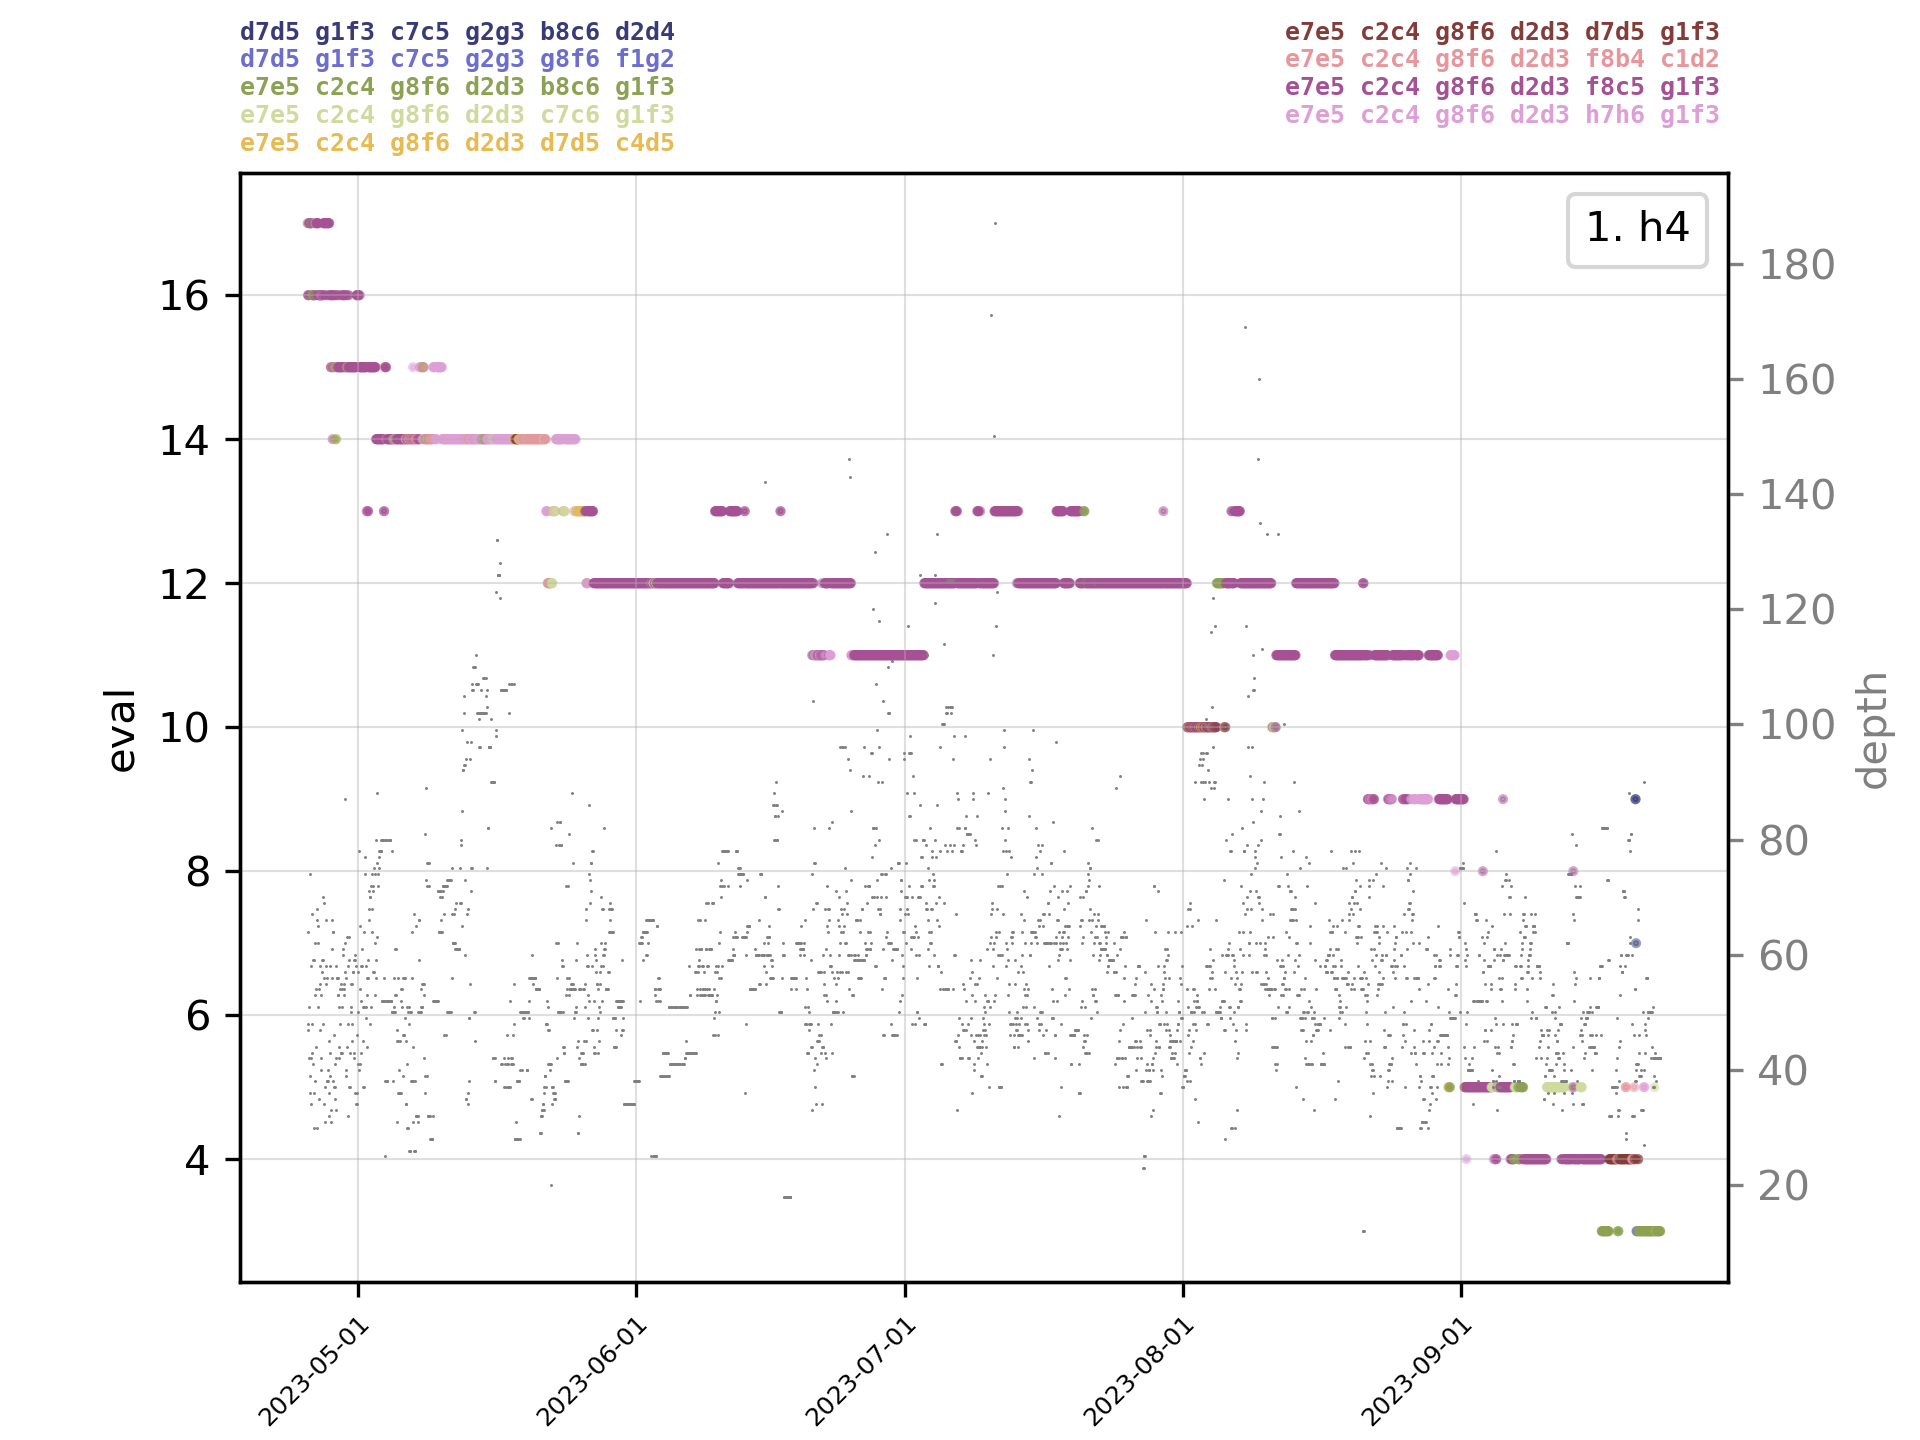 d7d5 g1f3 c7c5 g2g3 b8c6 d2d4
d7d5 g1f3 c7c5 g2g3 g8f6 f1g2
e7e5 c2c4 g8f6 d2d3 b8c6 g1f3
e7e5 c2c4 g8f6 d2d3 c7c6 g1f3
e7e5 c2c4 g8f6 d2d3 d7d5 c4d5
e7e5 c2c4 g8f6 d2d3 d7d5 g1f3
e7e5 c2c4 g8f6 d2d3 f8b4 c1d2
e7e5 c2c4 g8f6 d2d3 f8c5 g1f3
e7e5 c2c4 g8f6 d2d3 h7h6 g1f3
1. h4
eval
16
14
12
10
8
6
4
180
160
140
120
100
80
60
40
20
depth
2023-05-01
2023-06-01
2023-07-01
2023-08-01
2023-09-01